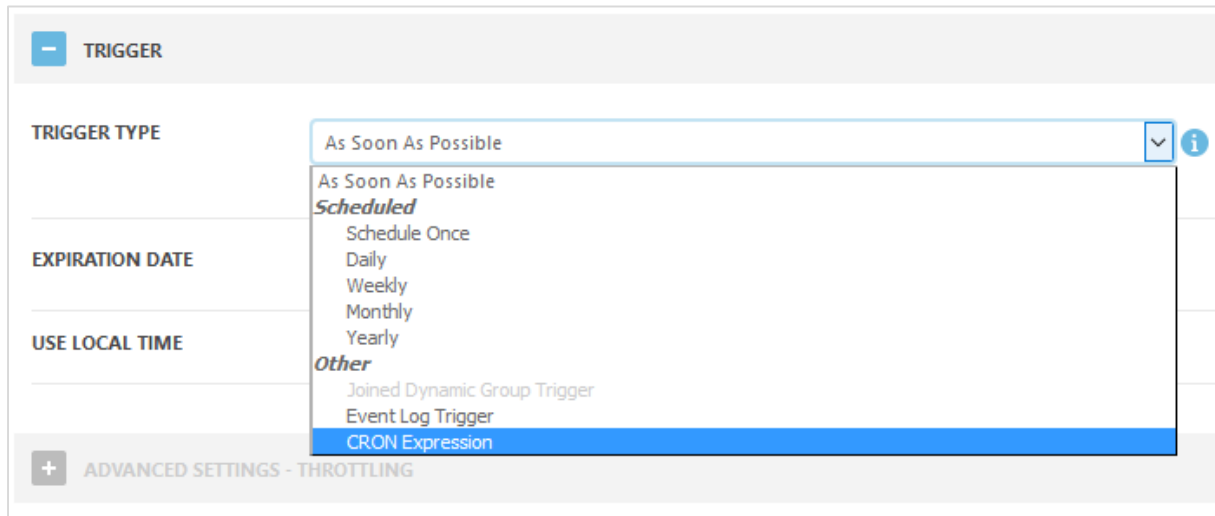 TRIGGER
TRIGGER TYPE
As Soon As Possible
As Soon As Possible
Scheduled
Schedule Once
Daily
Weekly
Monthly
Yearly
Other
Joined Dynamic Group Trigger
Event Log Trigger
CRON Expression
EXPIRATION DATE
USE LOCAL TIME
ADVANCED SETTINGS - THROTTLING